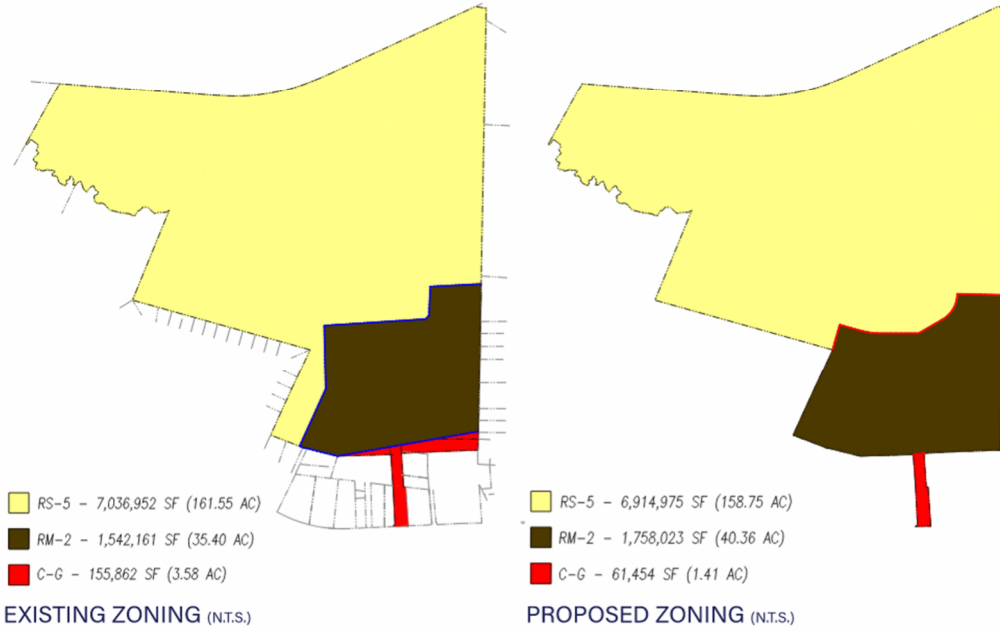 RS-5 - 7,036,952 SF (161.55 AC)
RM-2 - 1,542,161 SF (35.40 AC)
C-G - 155,862 SF (3.58 AC)
EXISTING ZONING (N.T.S.)
RS-5 - 6,914,975 SF (158.75 AC)
RM-2 - 1,758,023 SF (40.36 AC)
C-G - 61,454 SF (1.41 AC)
PROPOSED ZONING (N.T.S.)